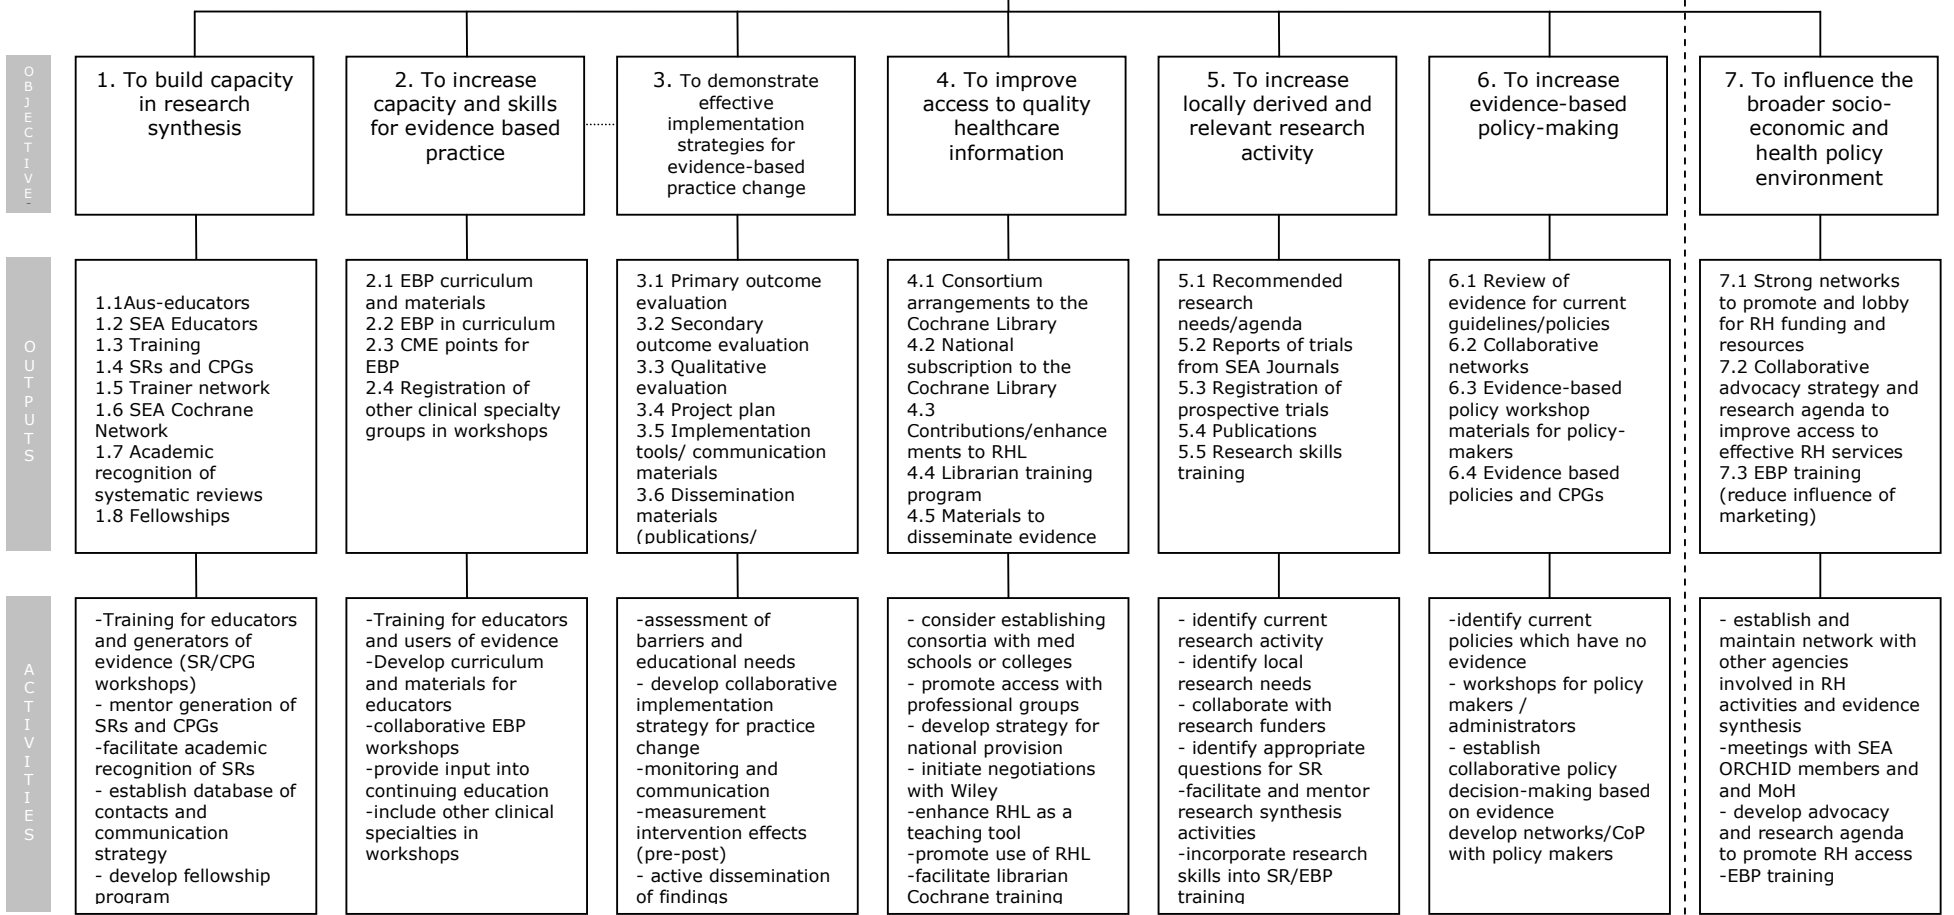 OBJECTIVE
1. To build capacity
in research
synthesis
2. To increase
capacity and skills
for evidence based
practice
3. To demonstrate
effective
implementation
strategies for
evidence-based
practice change
4. To improve
access to quality
healthcare
information
5. To increase
locally derived and
relevant research
activity
6. To increase
evidence-based
policy-making
7. To influence the
broader socio-
economic and
health policy
environment
OUTPUTS
1.1Aus-educators
1.2 SEA Educators
1.3 Training
1.4 SRs and CPGs
1.5 Trainer network
1.6 SEA Cochrane
Network
1.7 Academic
recognition of
systematic reviews
1.8 Fellowships
2.1 EBP curriculum
and materials
2.2 EBP in curriculum
2.3 CME points for
EBP
2.4 Registration of
other clinical specialty
groups in workshops
3.1 Primary outcome
evaluation
3.2 Secondary
outcome evaluation
3.3 Qualitative
evaluation
3.4 Project plan
3.5 Implementation
tools/ communication
materials
3.6 Dissemination
materials
(publications/
4.1 Consortium
arrangements to the
Cochrane Library
4.2 National
subscription to the
Cochrane Library
4.3
Contributions/enhance
ments to RHL
4.4 Librarian training
program
4.5 Materials to
disseminate evidence
5.1 Recommended
research
needs/agenda
5.2 Reports of trials
from SEA Journals
5.3 Registration of
prospective trials
5.4 Publications
5.5 Research skills
training
6.1 Review of
evidence for current
guidelines/policies
6.2 Collaborative
networks
6.3 Evidence-based
policy workshop
materials for policy-
makers
6.4 Evidence based
policies and CPGs
7.1 Strong networks
to promote and lobby
for RH funding and
resources
7.2 Collaborative
advocacy strategy and
research agenda to
improve access to
effective RH services
7.3 EBP training
(reduce influence of
marketing)
ACTIVITIES
-Training for educators
and generators of
evidence (SR/CPG
workshops)
- mentor generation of
SRs and CPGs
-facilitate academic
recognition of SRs
- establish database of
contacts and
communication
strategy
- develop fellowship
program
-Training for educators
and users of evidence
-Develop curriculum
and materials for
educators
-collaborative EBP
workshops
-provide input into
continuing education
-include other clinical
specialties in
workshops
-assessment of
barriers and
educational needs
- develop collaborative
implementation
strategy for practice
change
-monitoring and
communication
-measurement
intervention effects
(pre-post)
- active dissemination
of findings
- consider establishing
consortia with med
schools or colleges
- promote access with
professional groups
- develop strategy for
national provision
- initiate negotiations
with Wiley
-enhance RHL as a
teaching tool
-promote use of RHL
-facilitate librarian
Cochrane training
- identify current
research activity
- identify local
research needs
- collaborate with
research funders
- identify appropriate
questions for SR
-facilitate and mentor
research synthesis
activities
-incorporate research
skills into SR/EBP
training
-identify current
policies which have no
evidence
- workshops for policy
makers /
administrators
- establish
collaborative policy
decision-making based
on evidence
develop networks/CoP
with policy makers
- establish and
maintain network with
other agencies
involved in RH
activities and evidence
synthesis
-meetings with SEA
ORCHID members and
and MoH
- develop advocacy
and research agenda
to promote RH access
-EBP training